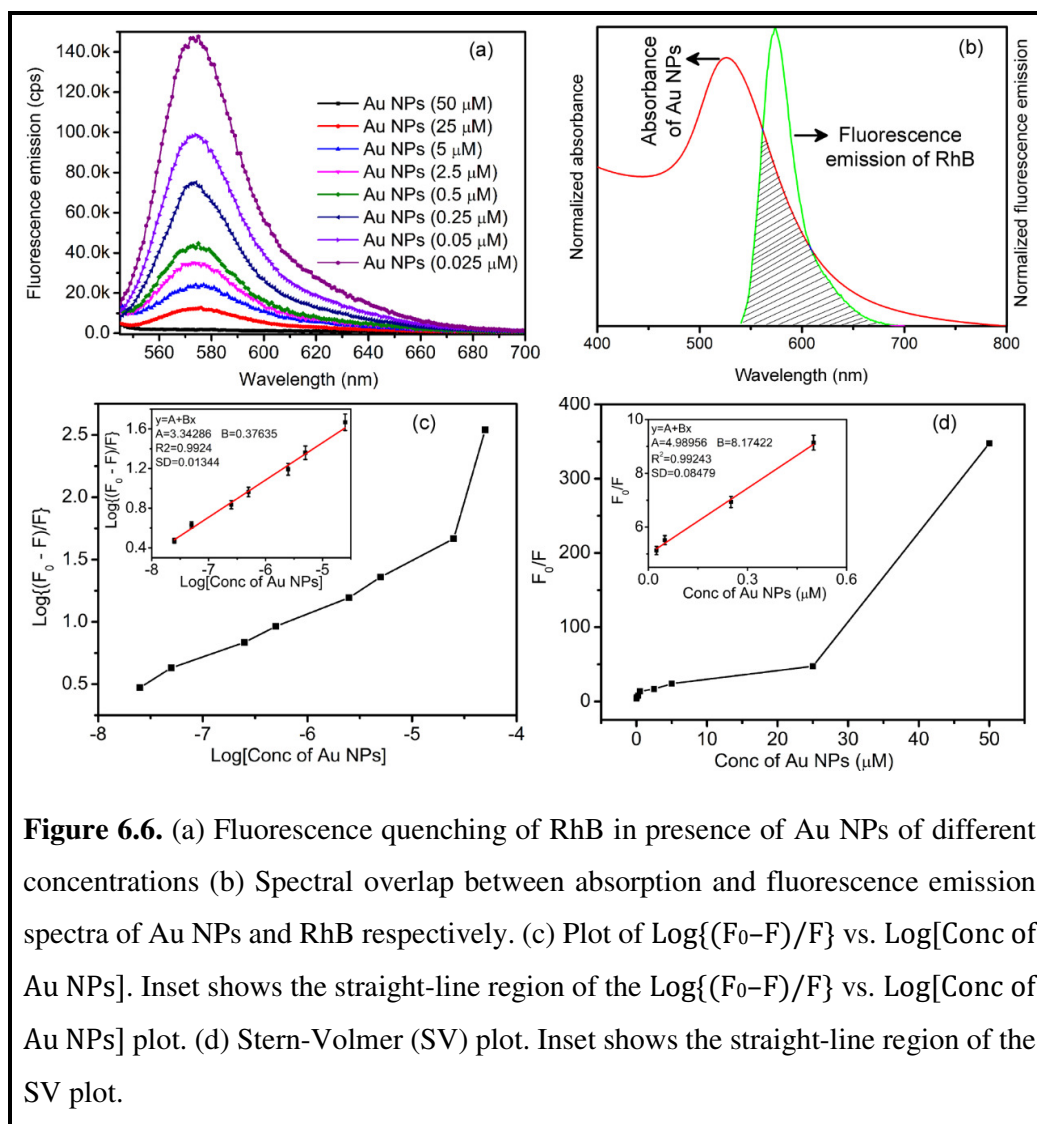 140.0k
120.0k
100.0k
80.0k
60.0k
40.0k
20.0k
0.0
Fluorescence emission (cps)
(a)
Au NPs (50 μM)
Au NPs (25 μM)
Au NPs (5 μM)
Au NPs (2.5 μM)
Au NPs (0.5 μM)
Au NPs (0.25 μM)
Au NPs (0.05 μM)
Au NPs (0.025 μM)
560 580 600 620 640 660 680 700
Wavelength (nm)
(b)
Normalized absorbance
Absorbance
of Au NPs
Fluorescence
emission of RhB
Normalized fluorescence emission
400 500 600 700 800
Wavelength (nm)
(c)
2.5
2.0
1.5
1.0
0.5
Log{(F₀ - F)/F}
y=A+Bx
A=3.34286 B=0.37635
R2=0.9924
SD=0.01344
1.6
1.2
0.8
0.4
Log{(F₀ - F)/F}
-8 -7 -6 -5
Log[Conc of Au NPs]
-8 -7 -6 -5 -4
Log[Conc of Au NPs]
(d)
400
350
300
250
200
150
100
50
0
F₀/F
y=A+Bx
A=4.98956 B=8.17422
R²=0.99243
SD=0.08479
10
8
6
F₀/F
0.0 0.3 0.6
Conc of Au NPs (μM)
0 10 20 30 40 50
Conc of Au NPs (μM)
Figure 6.6. (a) Fluorescence quenching of RhB in presence of Au NPs of different
concentrations (b) Spectral overlap between absorption and fluorescence emission
spectra of Au NPs and RhB respectively. (c) Plot of Log{(F₀–F)/F} vs. Log[Conc of
Au NPs]. Inset shows the straight-line region of the Log{(F₀–F)/F} vs. Log[Conc of
Au NPs] plot. (d) Stern-Volmer (SV) plot. Inset shows the straight-line region of the
SV plot.